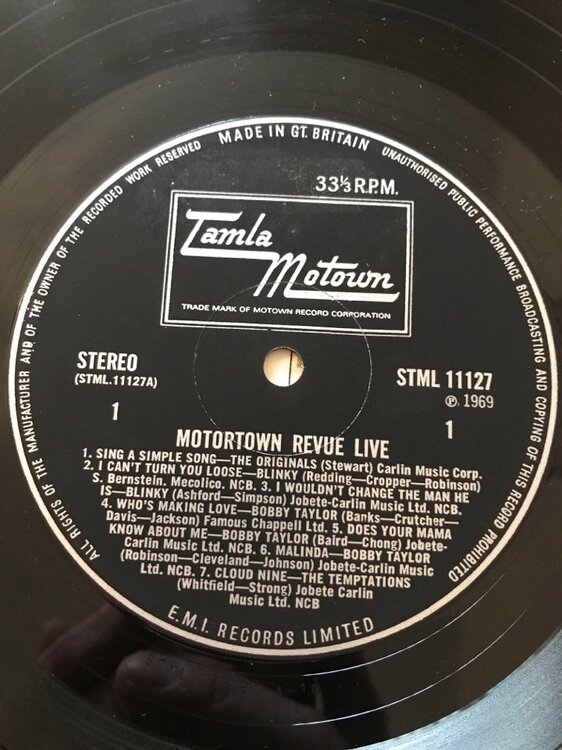 ALL RIGHTS OF THE MANUFACTURER AND OF THE OWNER OF THE RECORDED WORK RESERVED
MADE IN GT. BRITAIN
UNAUTHORISED PUBLIC PERFORMANCE BROADCASTING AND COPYING OF THIS RECORD PROHIBITED
33⅓ R.P.M.
Tamla
Motown
TRADE MARK OF MOTOWN RECORD CORPORATION
STEREO
(STML.11127A)
1
STML 11127
℗ 1969
1
MOTORTOWN REVUE LIVE
1. SING A SIMPLE SONG—THE ORIGINALS (Stewart) Carlin Music Corp.
2. I CAN'T TURN YOU LOOSE—BLINKY (Redding—Cropper—Robinson)
S. Bernstein. Mecolico. NCB. 3. I WOULDN'T CHANGE THE MAN HE
IS—BLINKY (Ashford—Simpson) Jobete-Carlin Music Ltd. NCB.
4. WHO'S MAKING LOVE—BOBBY TAYLOR (Banks—Crutcher—
Davis—Jackson) Famous Chappell Ltd. 5. DOES YOUR MAMA
KNOW ABOUT ME—BOBBY TAYLOR (Baird—Chong) Jobete-
Carlin Music Ltd. NCB. 6. MALINDA—BOBBY TAYLOR
(Robinson—Cleveland—Johnson) Jobete-Carlin Music
Ltd. NCB. 7. CLOUD NINE—THE TEMPTATIONS
(Whitfield—Strong) Jobete Carlin
Music Ltd. NCB
E.M.I. RECORDS LIMITED